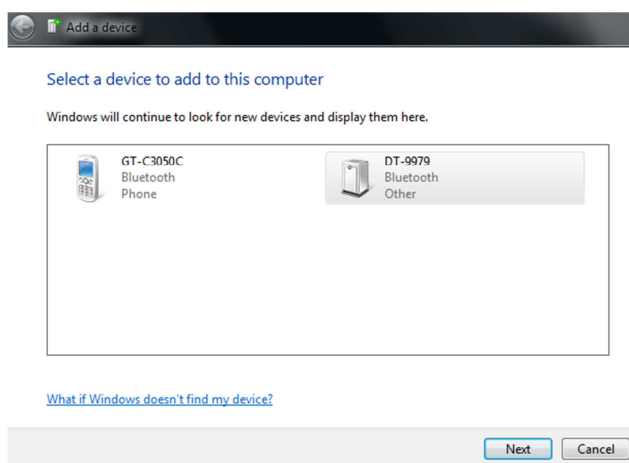 Add a device
Select a device to add to this computer
Windows will continue to look for new devices and display them here.
GT-C3050C
Bluetooth
Phone
DT-9979
Bluetooth
Other
What if Windows doesn't find my device?
Next
Cancel